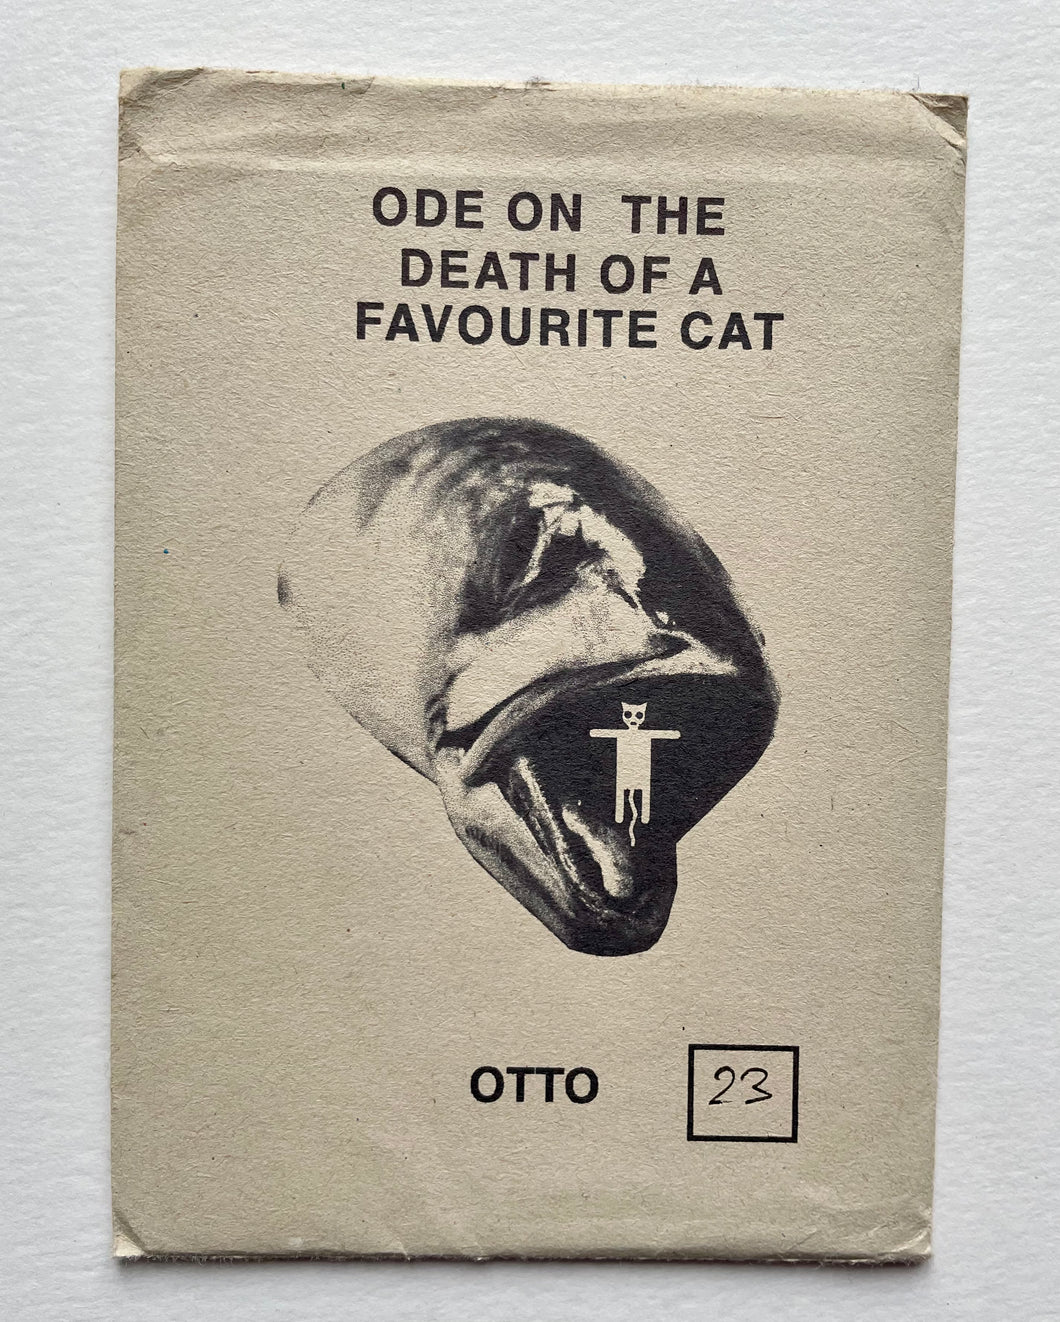 ODE ON THE
DEATH OF A
FAVOURITE CAT
OTTO
23